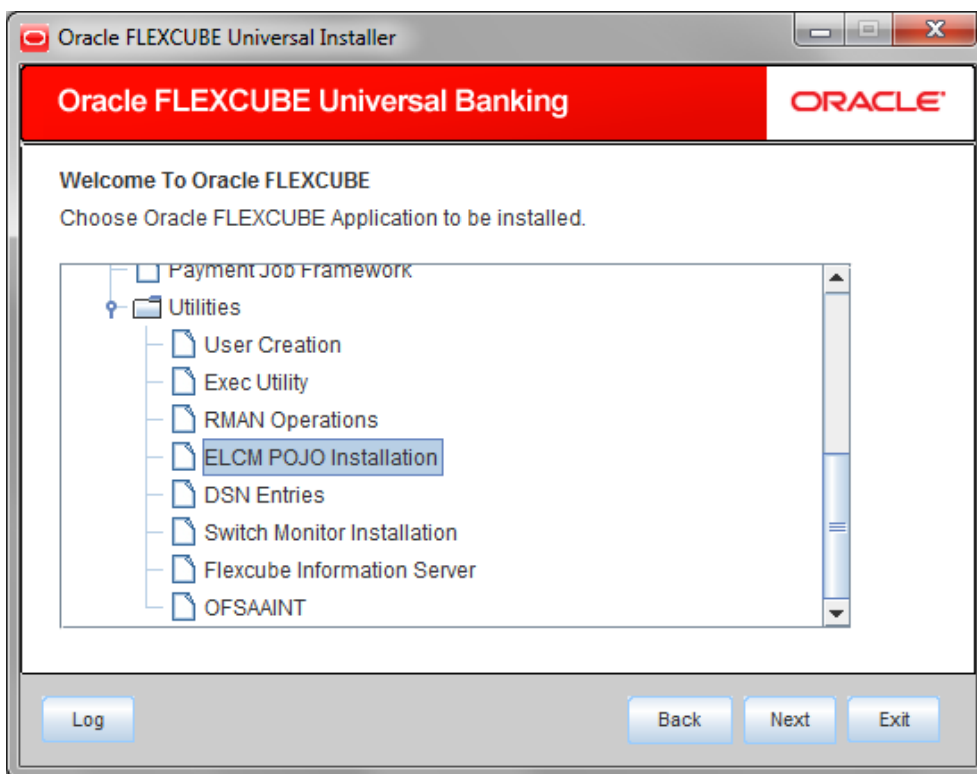 Oracle FLEXCUBE Universal Installer
Oracle FLEXCUBE Universal Banking
ORACLE
Welcome To Oracle FLEXCUBE
Choose Oracle FLEXCUBE Application to be installed.
Payment Job Framework
Utilities
User Creation
Exec Utility
RMAN Operations
ELCM POJO Installation
DSN Entries
Switch Monitor Installation
Flexcube Information Server
OFSAAINT
Log Back Next Exit